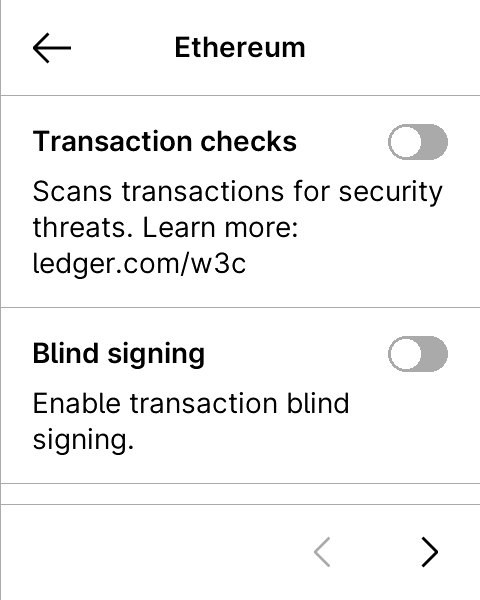 Ethereum
Transaction checks
Scans transactions for security
threats. Learn more:
ledger.com/w3c
Blind signing
Enable transaction blind
signing.